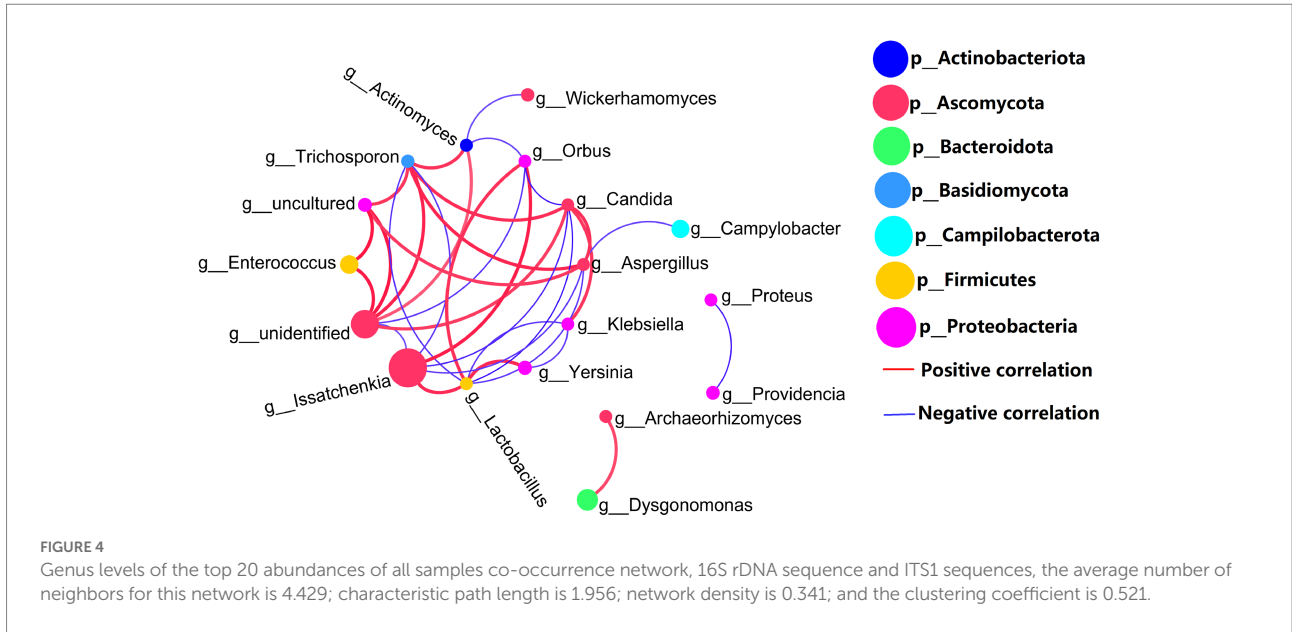 g__Actinomyces
g__Wickerhamomyces
g__Trichosporon
g__Orbus
g__uncultured
g__Candida
g__Campylobacter
g__Enterococcus
g__Aspergillus
g__unidentified
g__Proteus
g__Klebsiella
g__Issatchenkia
g__Yersinia
g__Providencia
g__Lactobacillus
g__Archaeorhizomyces
g__Dysgonomonas
p__Actinobacteriota
p__Ascomycota
p__Bacteroidota
p__Basidiomycota
p__Campilobacterota
p__Firmicutes
p__Proteobacteria
Positive correlation
Negative correlation
FIGURE 4
Genus levels of the top 20 abundances of all samples co-occurrence network, 16S rDNA sequence and ITS1 sequences, the average number of
neighbors for this network is 4.429; characteristic path length is 1.956; network density is 0.341; and the clustering coefficient is 0.521.